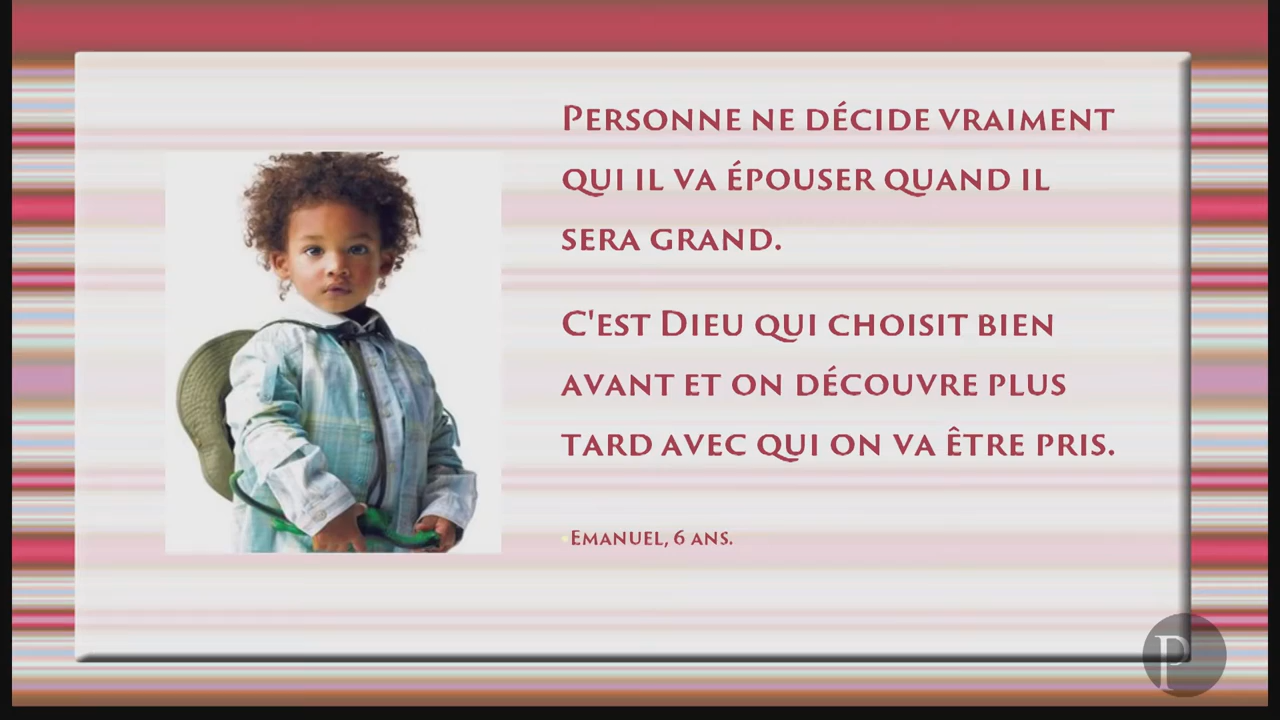 Personne ne décide vraiment
qui il va épouser quand il
sera grand.
C'est Dieu qui choisit bien
avant et on découvre plus
tard avec qui on va être pris.
Emanuel, 6 ans.
P